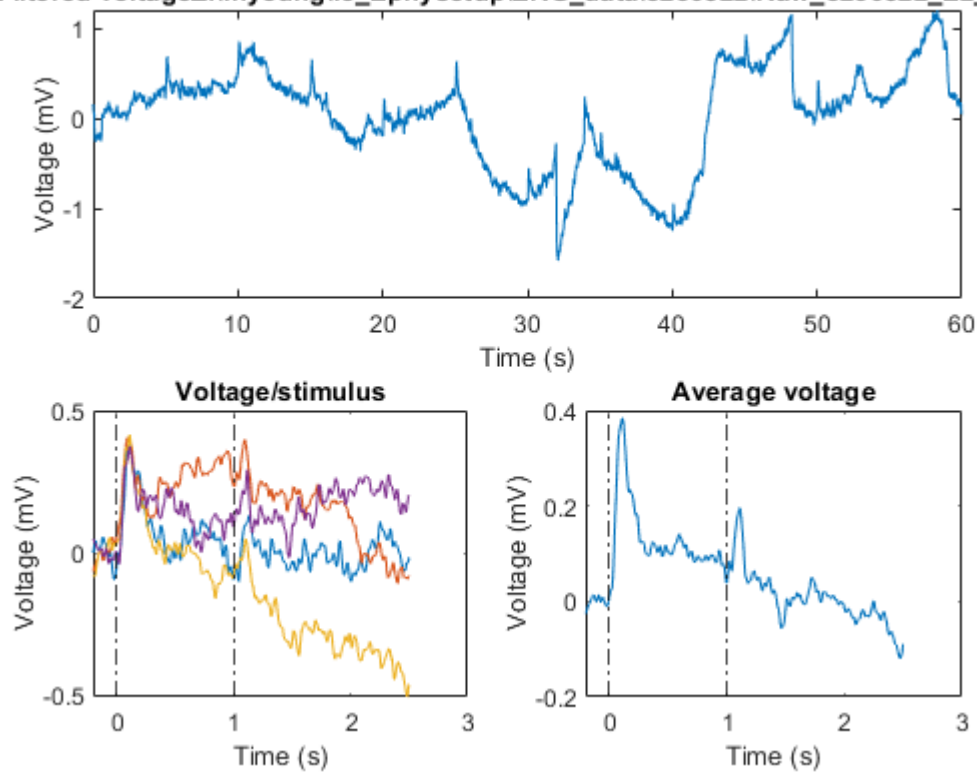 Voltage (mV)
1
0
-1
-2
0 10 20 30 40 50 60
Time (s)
Voltage/stimulus
Voltage (mV)
0.5
0
-0.5
0 1 2 3
Time (s)
Average voltage
Voltage (mV)
0.4
0.2
0
-0.2
0 1 2 3
Time (s)